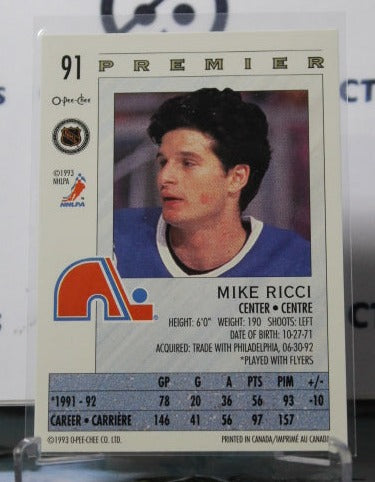 91 PREMIER
O-Pee-Chee
©1993
NHLPA
NHLPA
MIKE RICCI
CENTER • CENTRE
HEIGHT: 6'0" WEIGHT: 190 SHOOTS: LEFT
DATE OF BIRTH: 10-27-71
ACQUIRED: TRADE WITH PHILADELPHIA, 06-30-92
*PLAYED WITH FLYERS
GP G A PTS PIM +/-
*1991 - 92 78 20 36 56 93 -10
CAREER • CARRIÈRE 146 41 56 97 157
©1993 O-PEE-CHEE CO. LTD. PRINTED IN CANADA/IMPRIMÉ AU CANADA